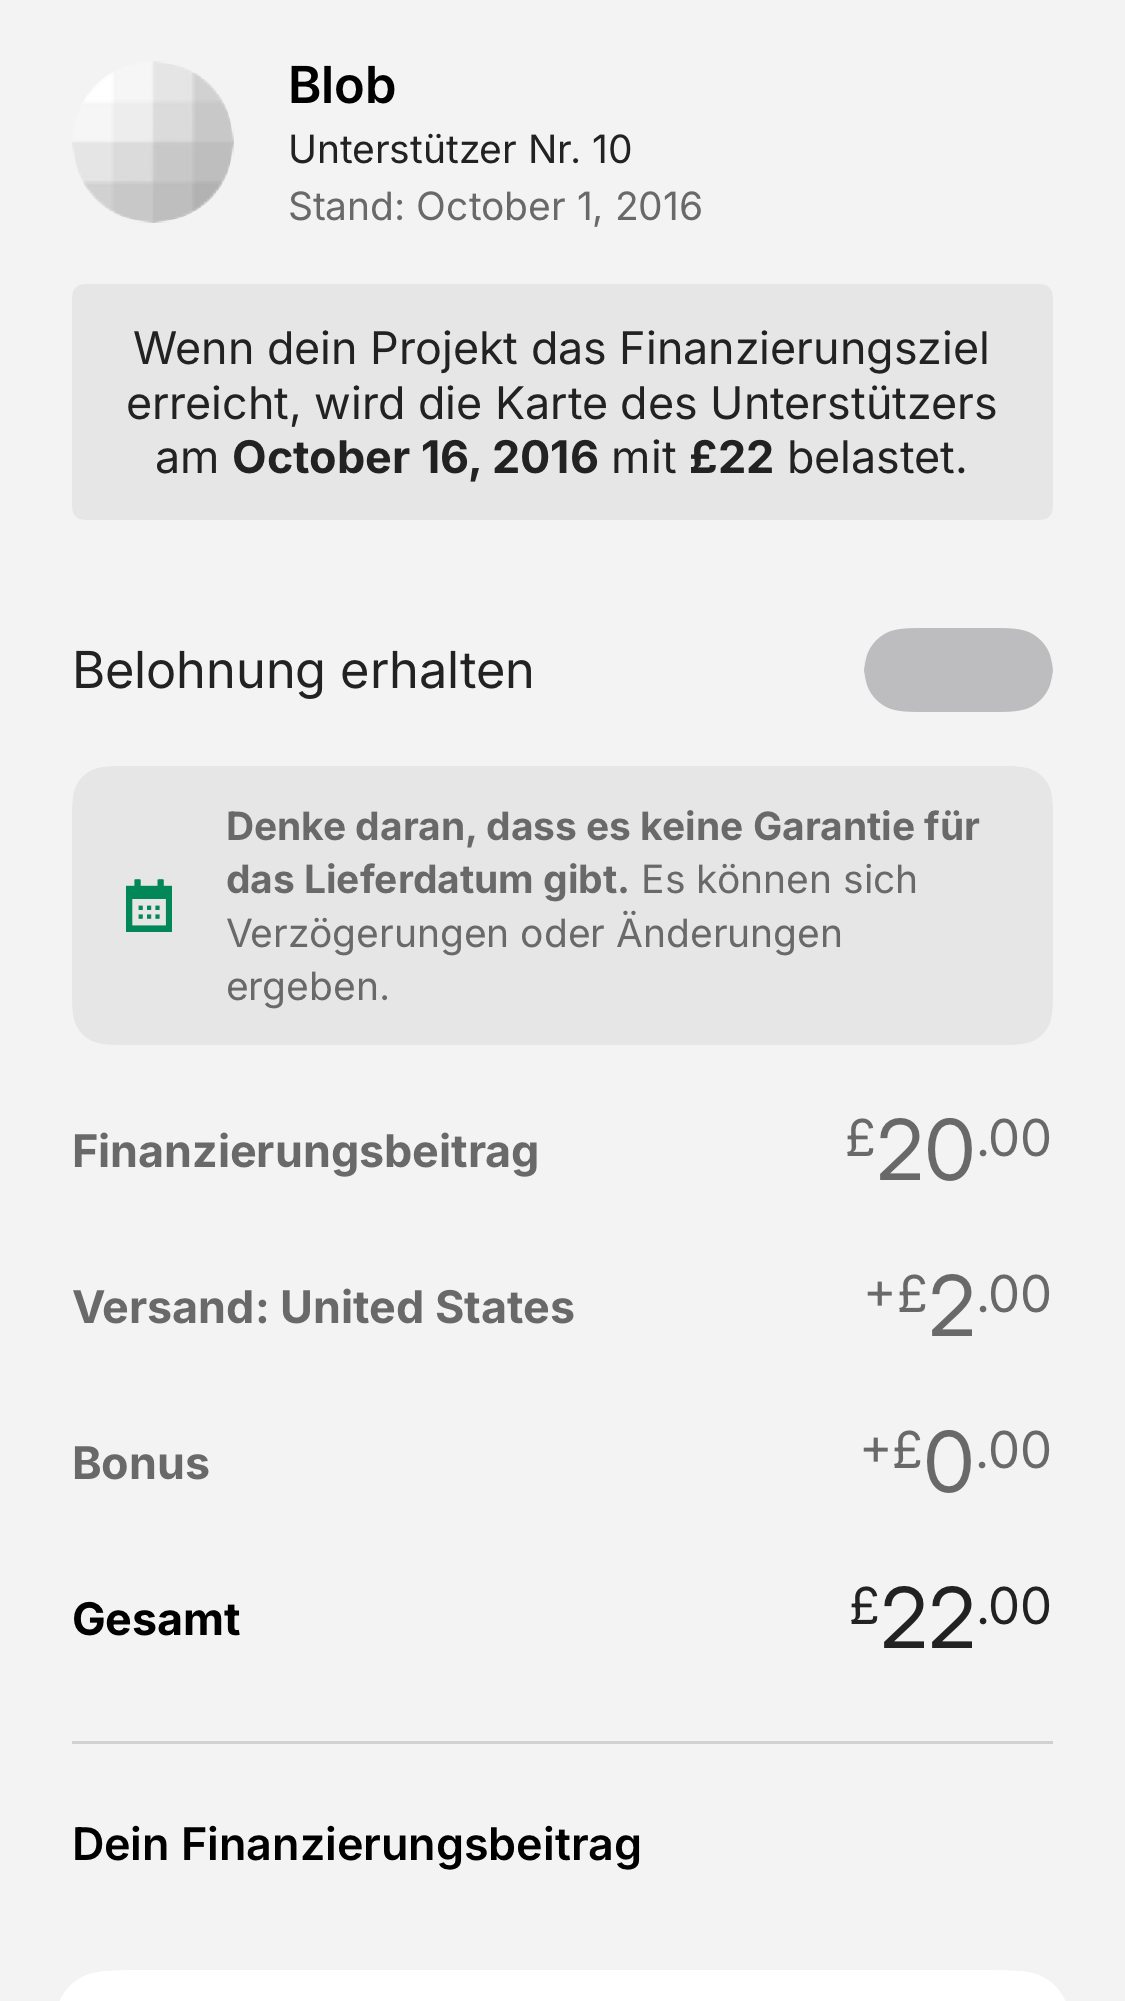 Blob
Unterstützer Nr. 10
Stand: October 1, 2016
Wenn dein Projekt das Finanzierungsziel
erreicht, wird die Karte des Unterstützers
am October 16, 2016 mit £22 belastet.
Belohnung erhalten
Denke daran, dass es keine Garantie für
das Lieferdatum gibt. Es können sich
Verzögerungen oder Änderungen
ergeben.
Finanzierungsbeitrag £20.00
Versand: United States +£2.00
Bonus +£0.00
Gesamt £22.00
Dein Finanzierungsbeitrag